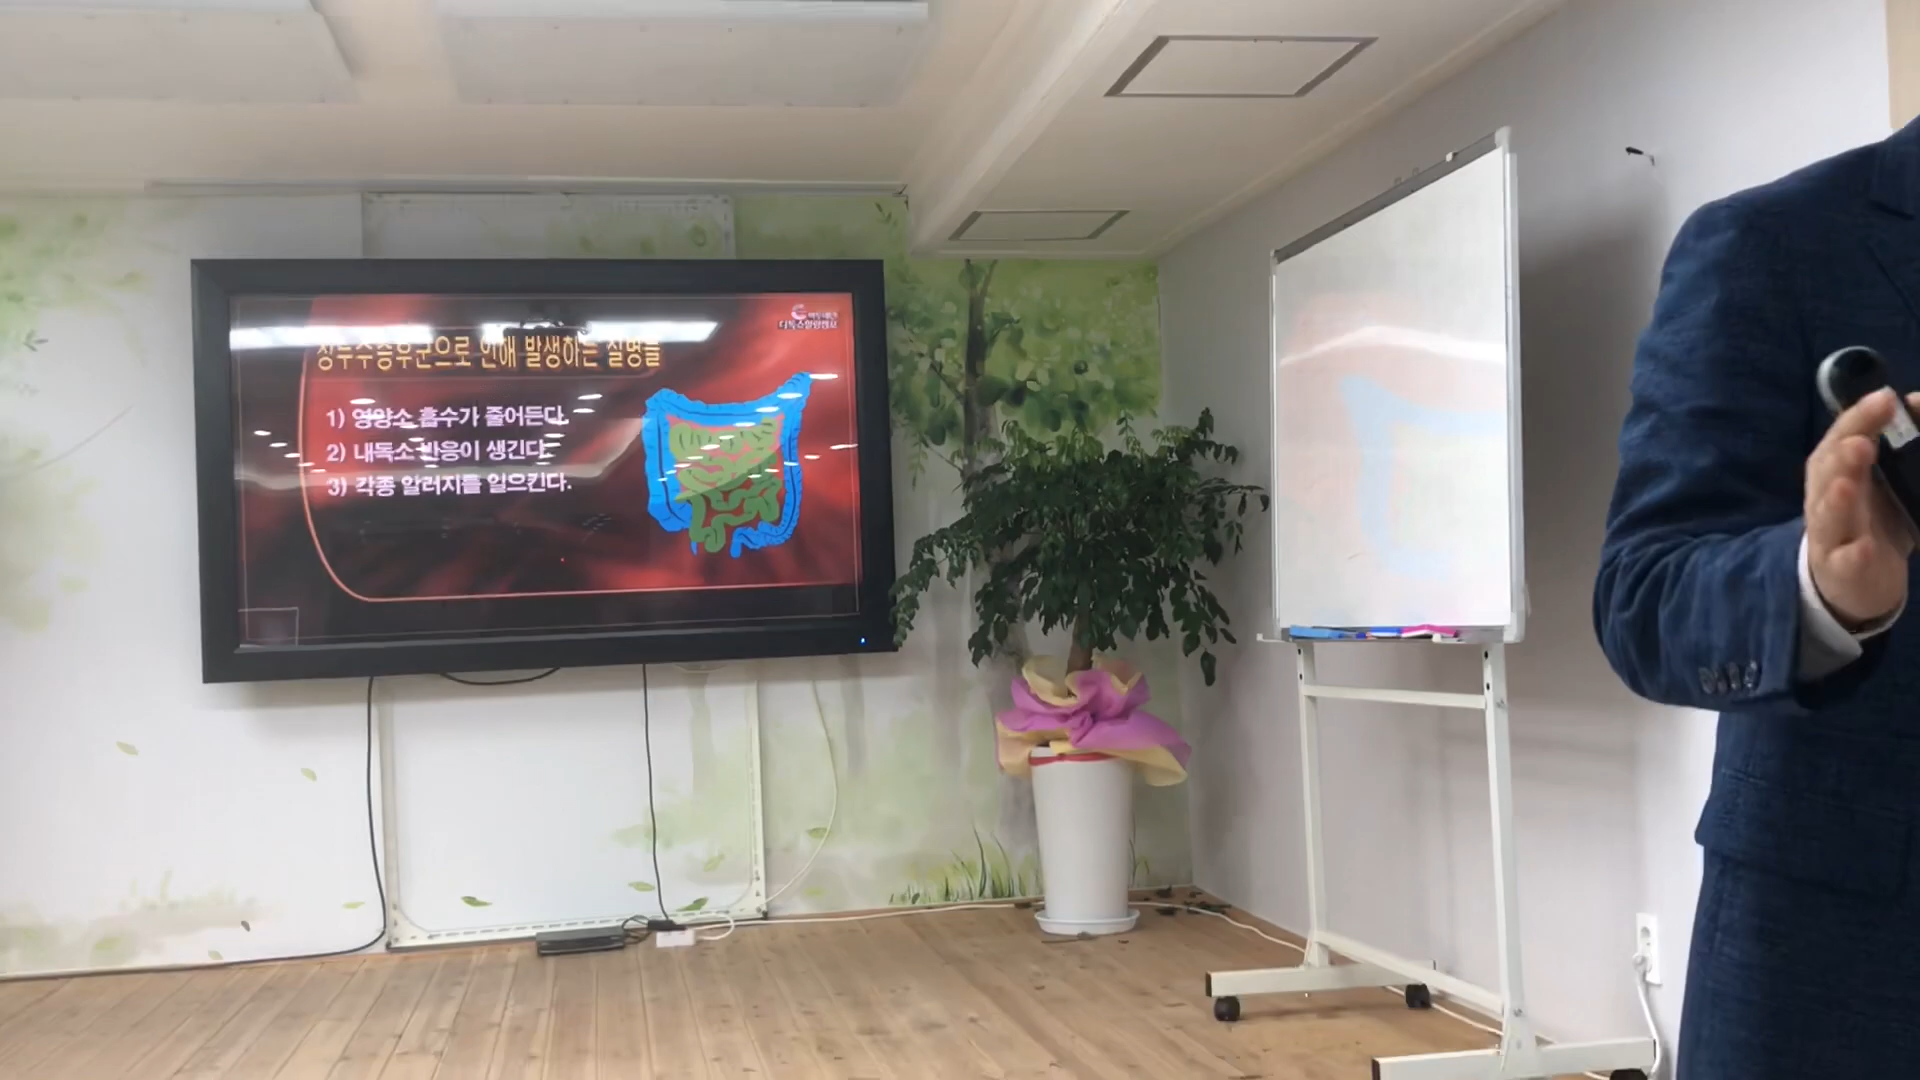 장누수증후군으로 인해 발생하는 질병들
1) 영양소 흡수가 줄어든다.
2) 내독소 반응이 생긴다.
3) 각종 알러지를 일으킨다.